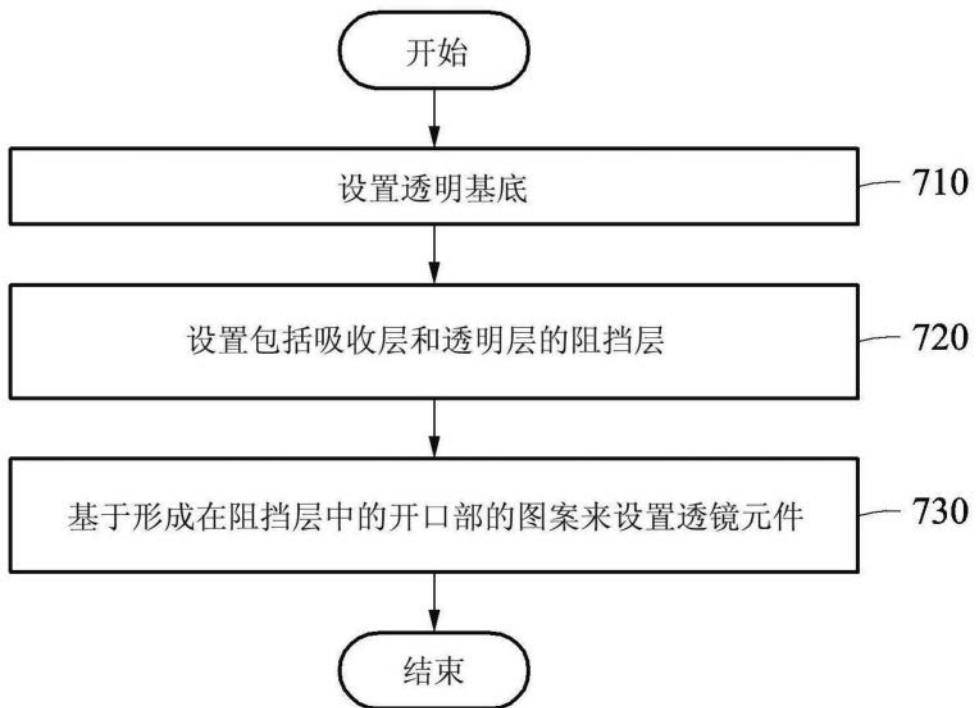 开始
设置透明基底
710
设置包括吸收层和透明层的阻挡层
720
基于形成在阻挡层中的开口部的图案来设置透镜元件
730
结束